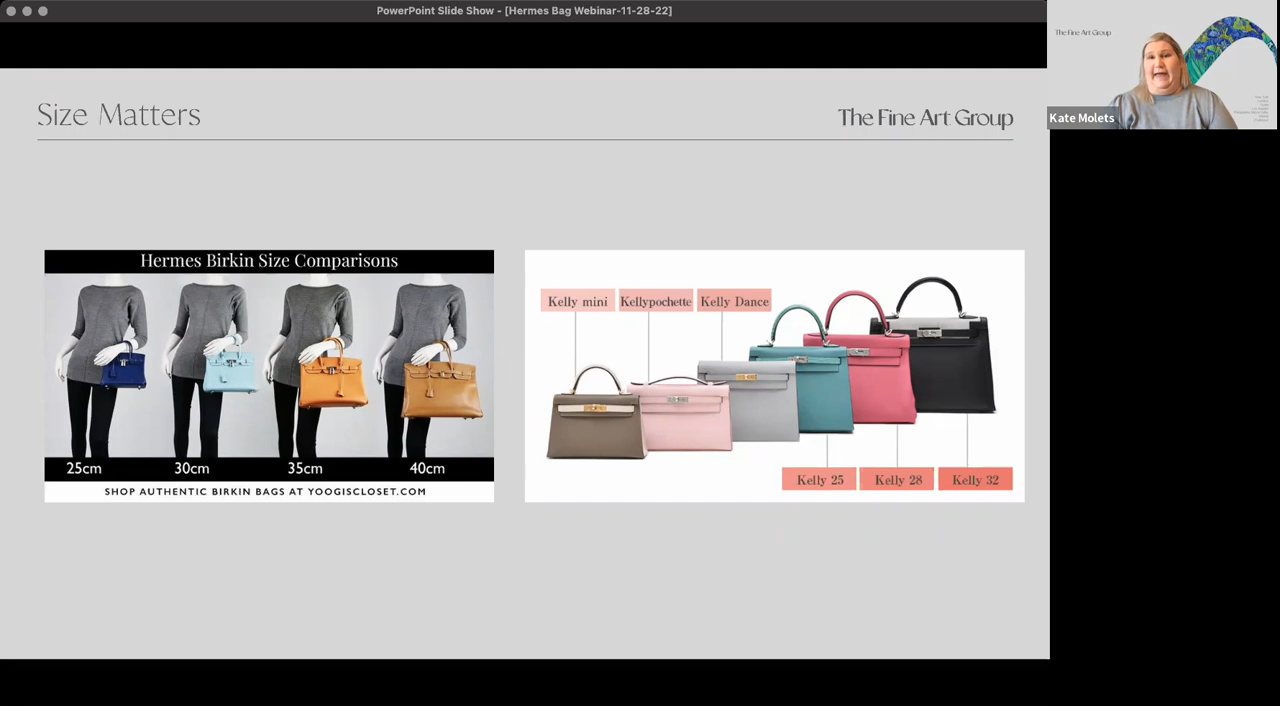 PowerPoint Slide Show - [Hermes Bag Webinar-11-28-22]
The Fine Art Group
Kate Molets
Size Matters
The Fine Art Group
Hermes Birkin Size Comparisons
25cm 30cm 35cm 40cm
SHOP AUTHENTIC BIRKIN BAGS AT YOOGISCLOSET.COM
Kelly mini Kellypochette Kelly Dance
Kelly 25 Kelly 28 Kelly 32